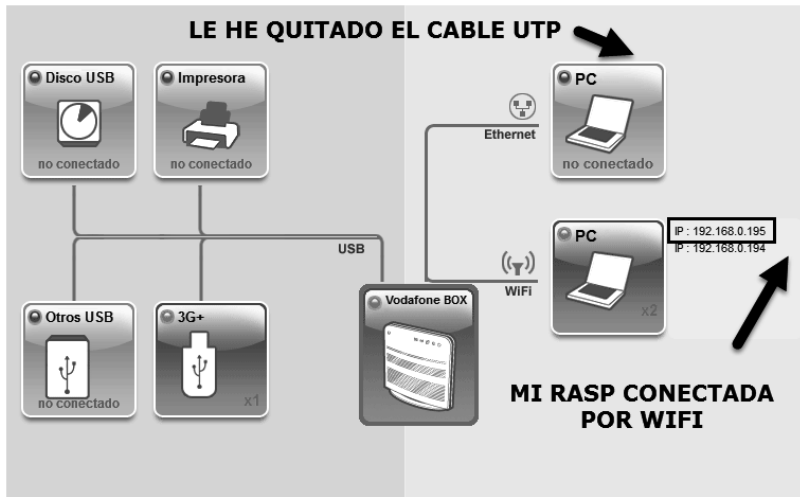 LE HE QUITADO EL CABLE UTP
Disco USB
no conectado
Impresora
no conectado
Ethernet
PC
no conectado
USB
WiFi
PC
x2
IP : 192.168.0.195
IP : 192.168.0.194
Otros USB
no conectado
3G+
x1
Vodafone BOX
MI RASP CONECTADA
POR WIFI